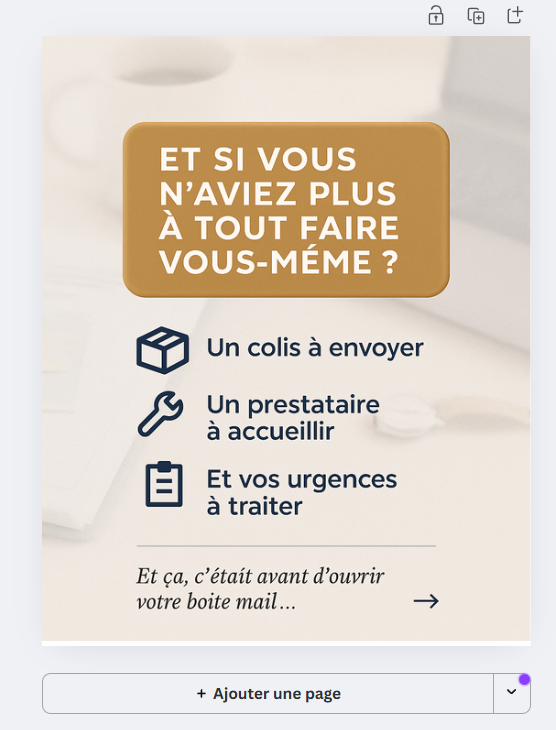 ET SI VOUS
N’AVIEZ PLUS
À TOUT FAIRE
VOUS-MÉME ?
Un colis à envoyer
Un prestataire
à accueillir
Et vos urgences
à traiter
Et ça, c’était avant d’ouvrir
votre boite mail…
+ Ajouter une page